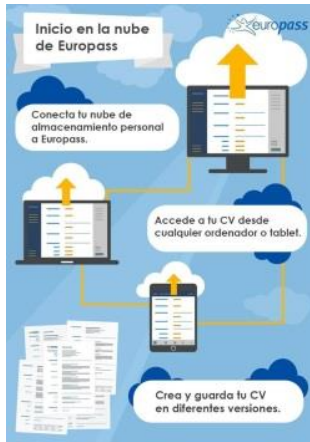 Inicio en la nube
de Europass
europass
Conecta tu nube de
almacenamiento personal
a Europass.
Accede a tu CV desde
cualquier ordenador o tablet.
Crea y guarda tu CV
en diferentes versiones.